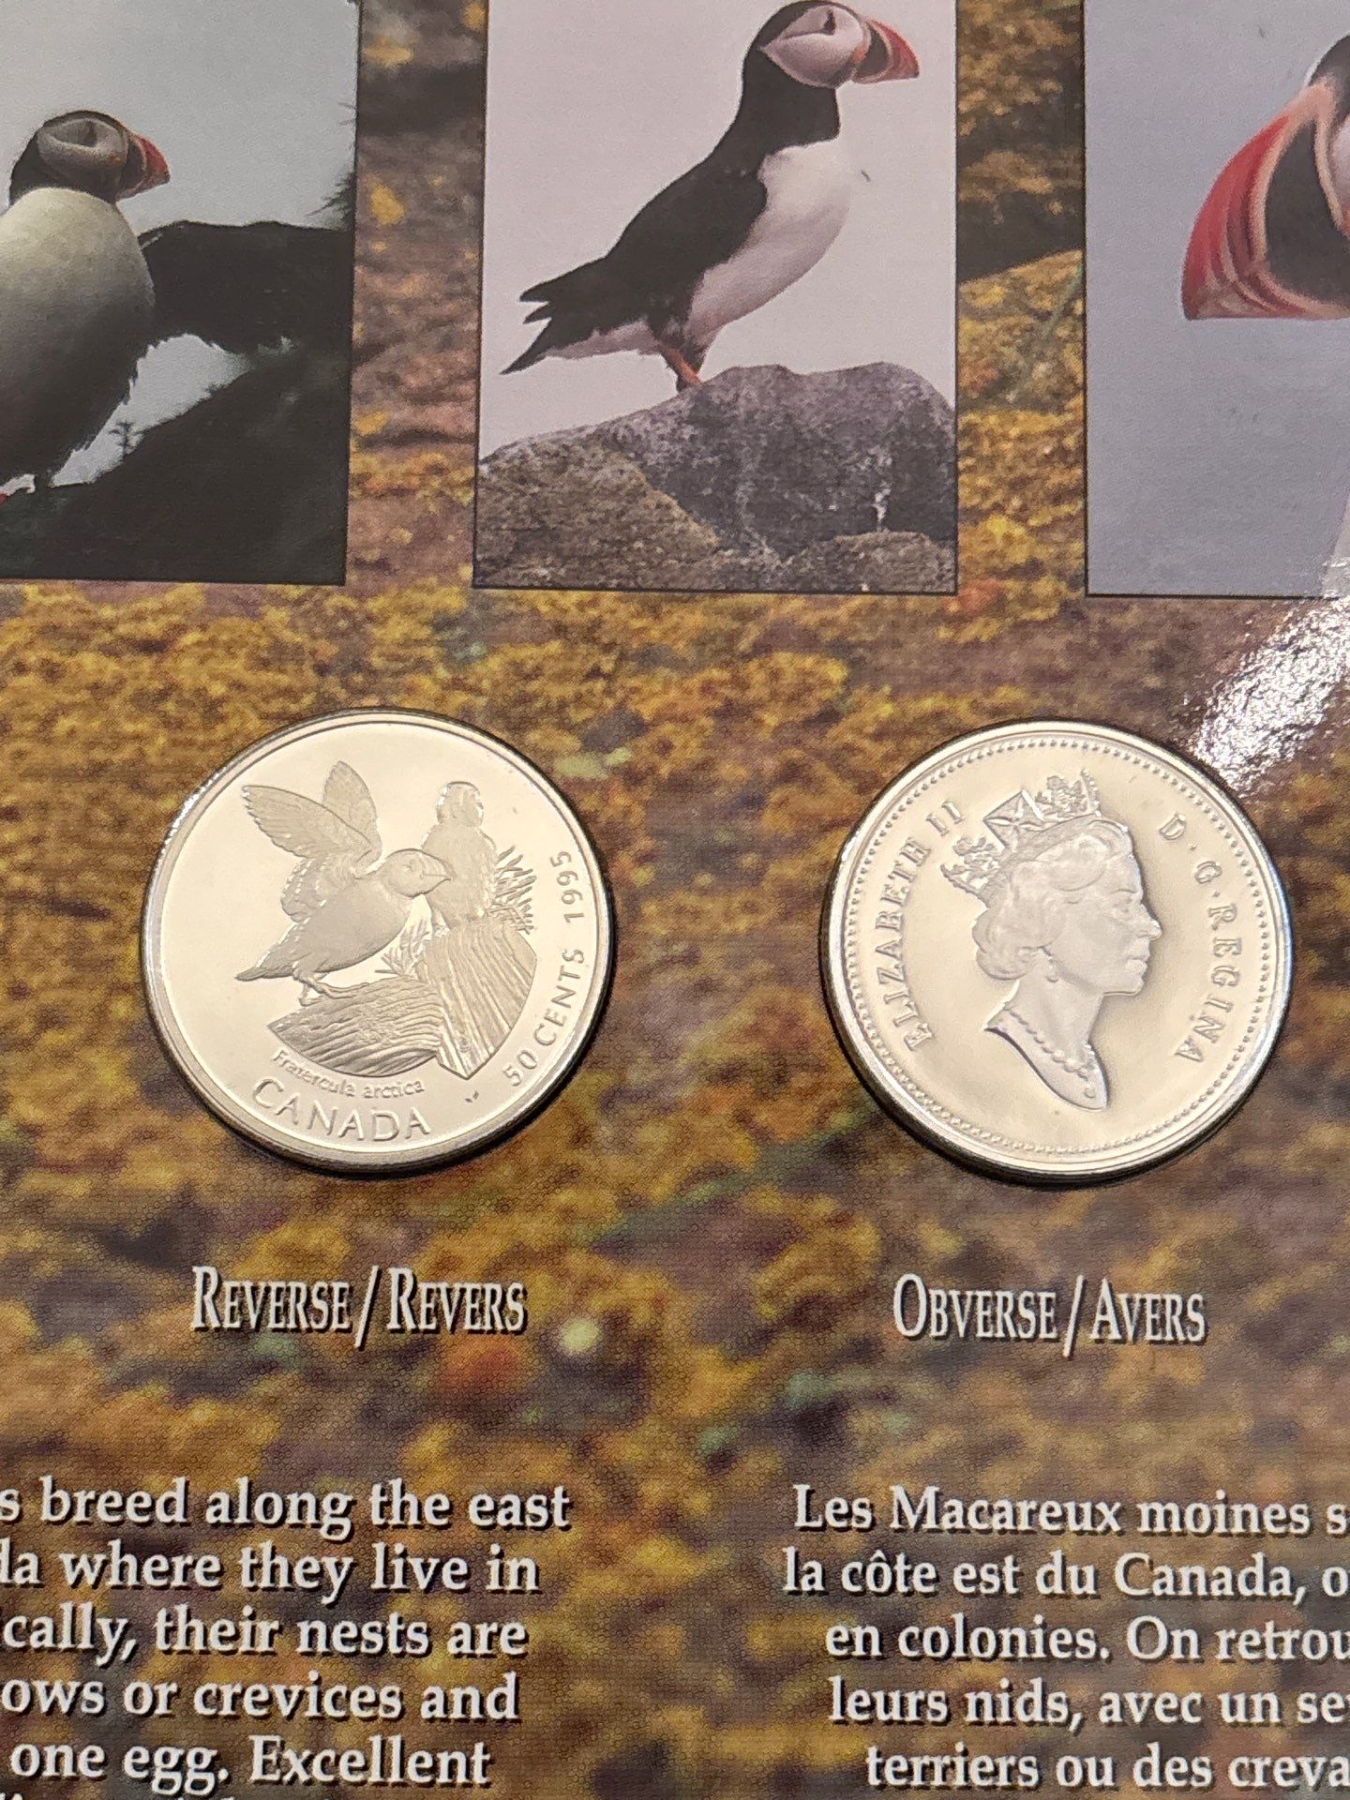 1995
50 CENTS
Fratercula arctica
CANADA
ELIZABETH II
D·G·REGINA
REVERSE/REVERS
OBVERSE/AVERS
s breed along the east
da where they live in
ically, their nests are
ows or crevices and
one egg. Excellent
Les Macareux moines s
la côte est du Canada, o
en colonies. On retrou
leurs nids, avec un se
terriers ou des creva